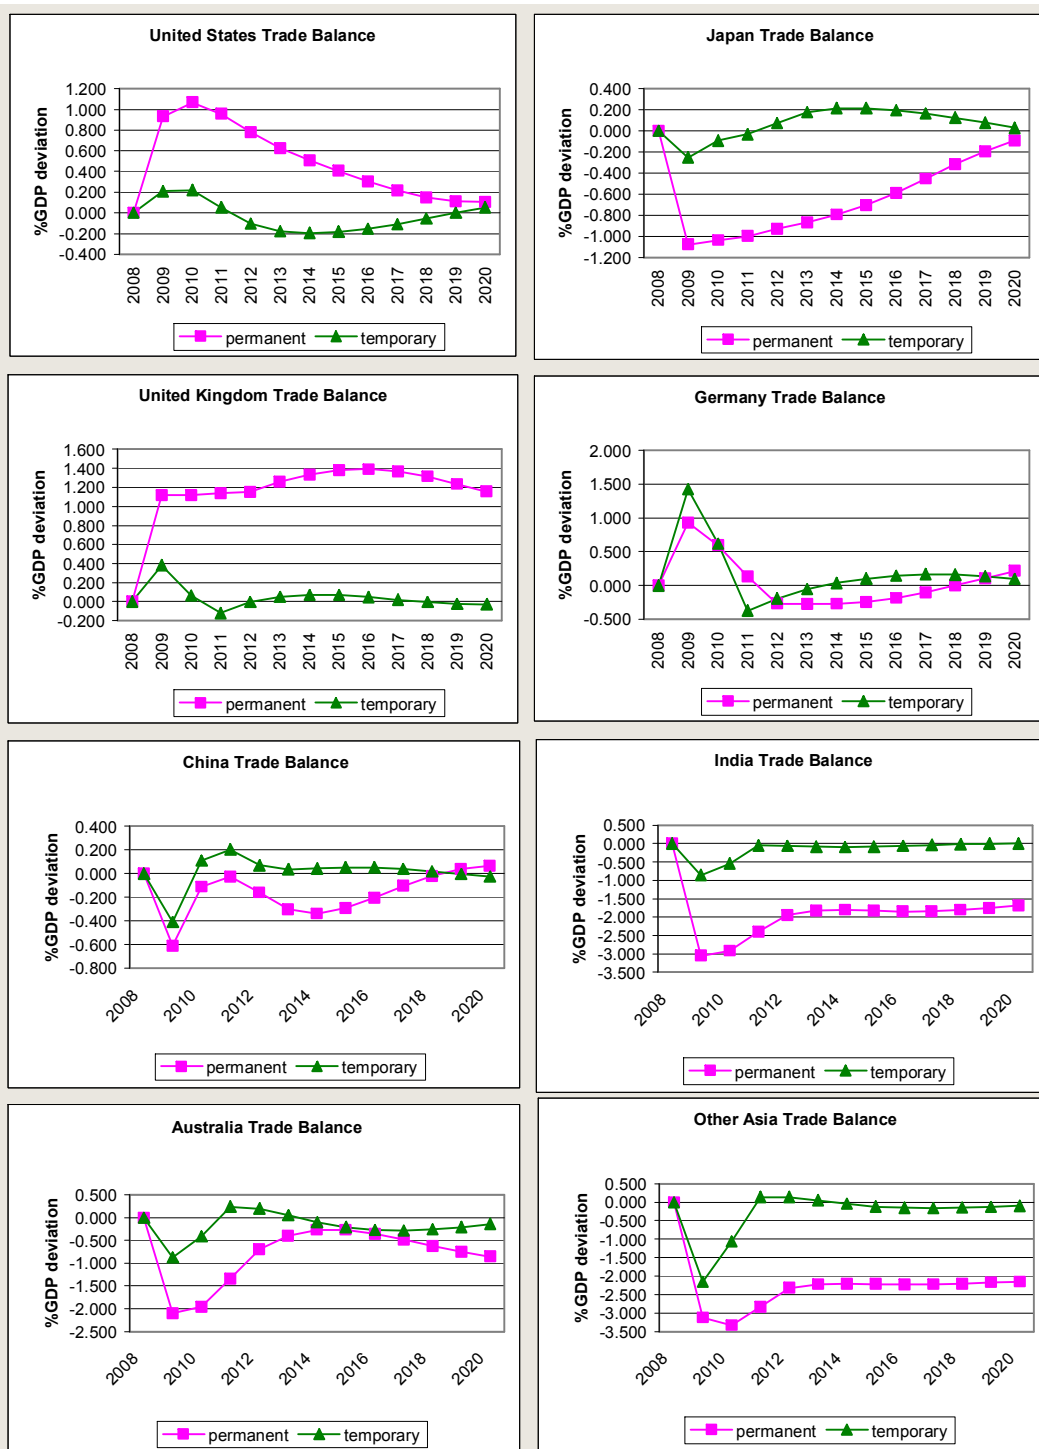 United States Trade Balance
%GDP deviation
1.200
1.000
0.800
0.600
0.400
0.200
0.000
-0.200
-0.400
2008 2009 2010 2011 2012 2013 2014 2015 2016 2017 2018 2019 2020
permanent temporary
Japan Trade Balance
%GDP deviation
0.400
0.200
0.000
-0.200
-0.400
-0.600
-0.800
-1.000
-1.200
2008 2009 2010 2011 2012 2013 2014 2015 2016 2017 2018 2019 2020
permanent temporary
United Kingdom Trade Balance
%GDP deviation
1.600
1.400
1.200
1.000
0.800
0.600
0.400
0.200
0.000
-0.200
2008 2009 2010 2011 2012 2013 2014 2015 2016 2017 2018 2019 2020
permanent temporary
Germany Trade Balance
%GDP deviation
2.000
1.500
1.000
0.500
0.000
-0.500
2008 2009 2010 2011 2012 2013 2014 2015 2016 2017 2018 2019 2020
permanent temporary
China Trade Balance
%GDP deviation
0.400
0.200
0.000
-0.200
-0.400
-0.600
-0.800
2008 2010 2012 2014 2016 2018 2020
permanent temporary
India Trade Balance
%GDP deviation
0.500
0.000
-0.500
-1.000
-1.500
-2.000
-2.500
-3.000
-3.500
2008 2010 2012 2014 2016 2018 2020
permanent temporary
Australia Trade Balance
%GDP deviation
0.500
0.000
-0.500
-1.000
-1.500
-2.000
-2.500
2008 2010 2012 2014 2016 2018 2020
permanent temporary
Other Asia Trade Balance
%GDP deviation
0.500
0.000
-0.500
-1.000
-1.500
-2.000
-2.500
-3.000
-3.500
2008 2010 2012 2014 2016 2018 2020
permanent temporary